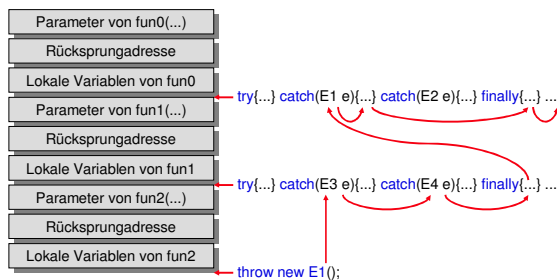 Parameter von fun0(...)
Rücksprungadresse
Lokale Variablen von fun0
try{...} catch(E1 e){...} catch(E2 e){...} finally{...} ...
Parameter von fun1(...)
Rücksprungadresse
Lokale Variablen von fun1
try{...} catch(E3 e){...} catch(E4 e){...} finally{...} ...
Parameter von fun2(...)
Rücksprungadresse
Lokale Variablen von fun2
throw new E1();